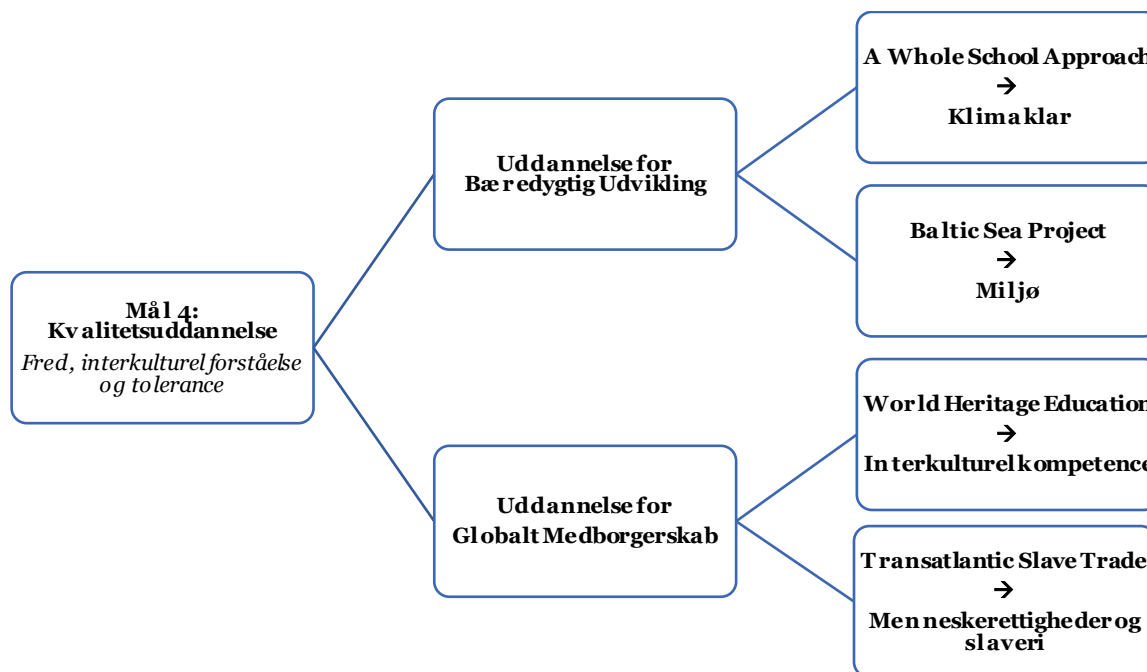 Mål 4:
Kvalitetsuddannelse
Fred, interkulturel forståelse
og tolerance
Uddannelse for
Bæredygtig Udvikling
Uddannelse for
Globalt Medborgerskab
A Whole School Approach
→
Klimaklar
Baltic Sea Project
→
Miljø
World Heritage Education
→
Interkulturel kompetence
Transatlantic Slave Trade
→
Menneskerettigheder og
slaveri